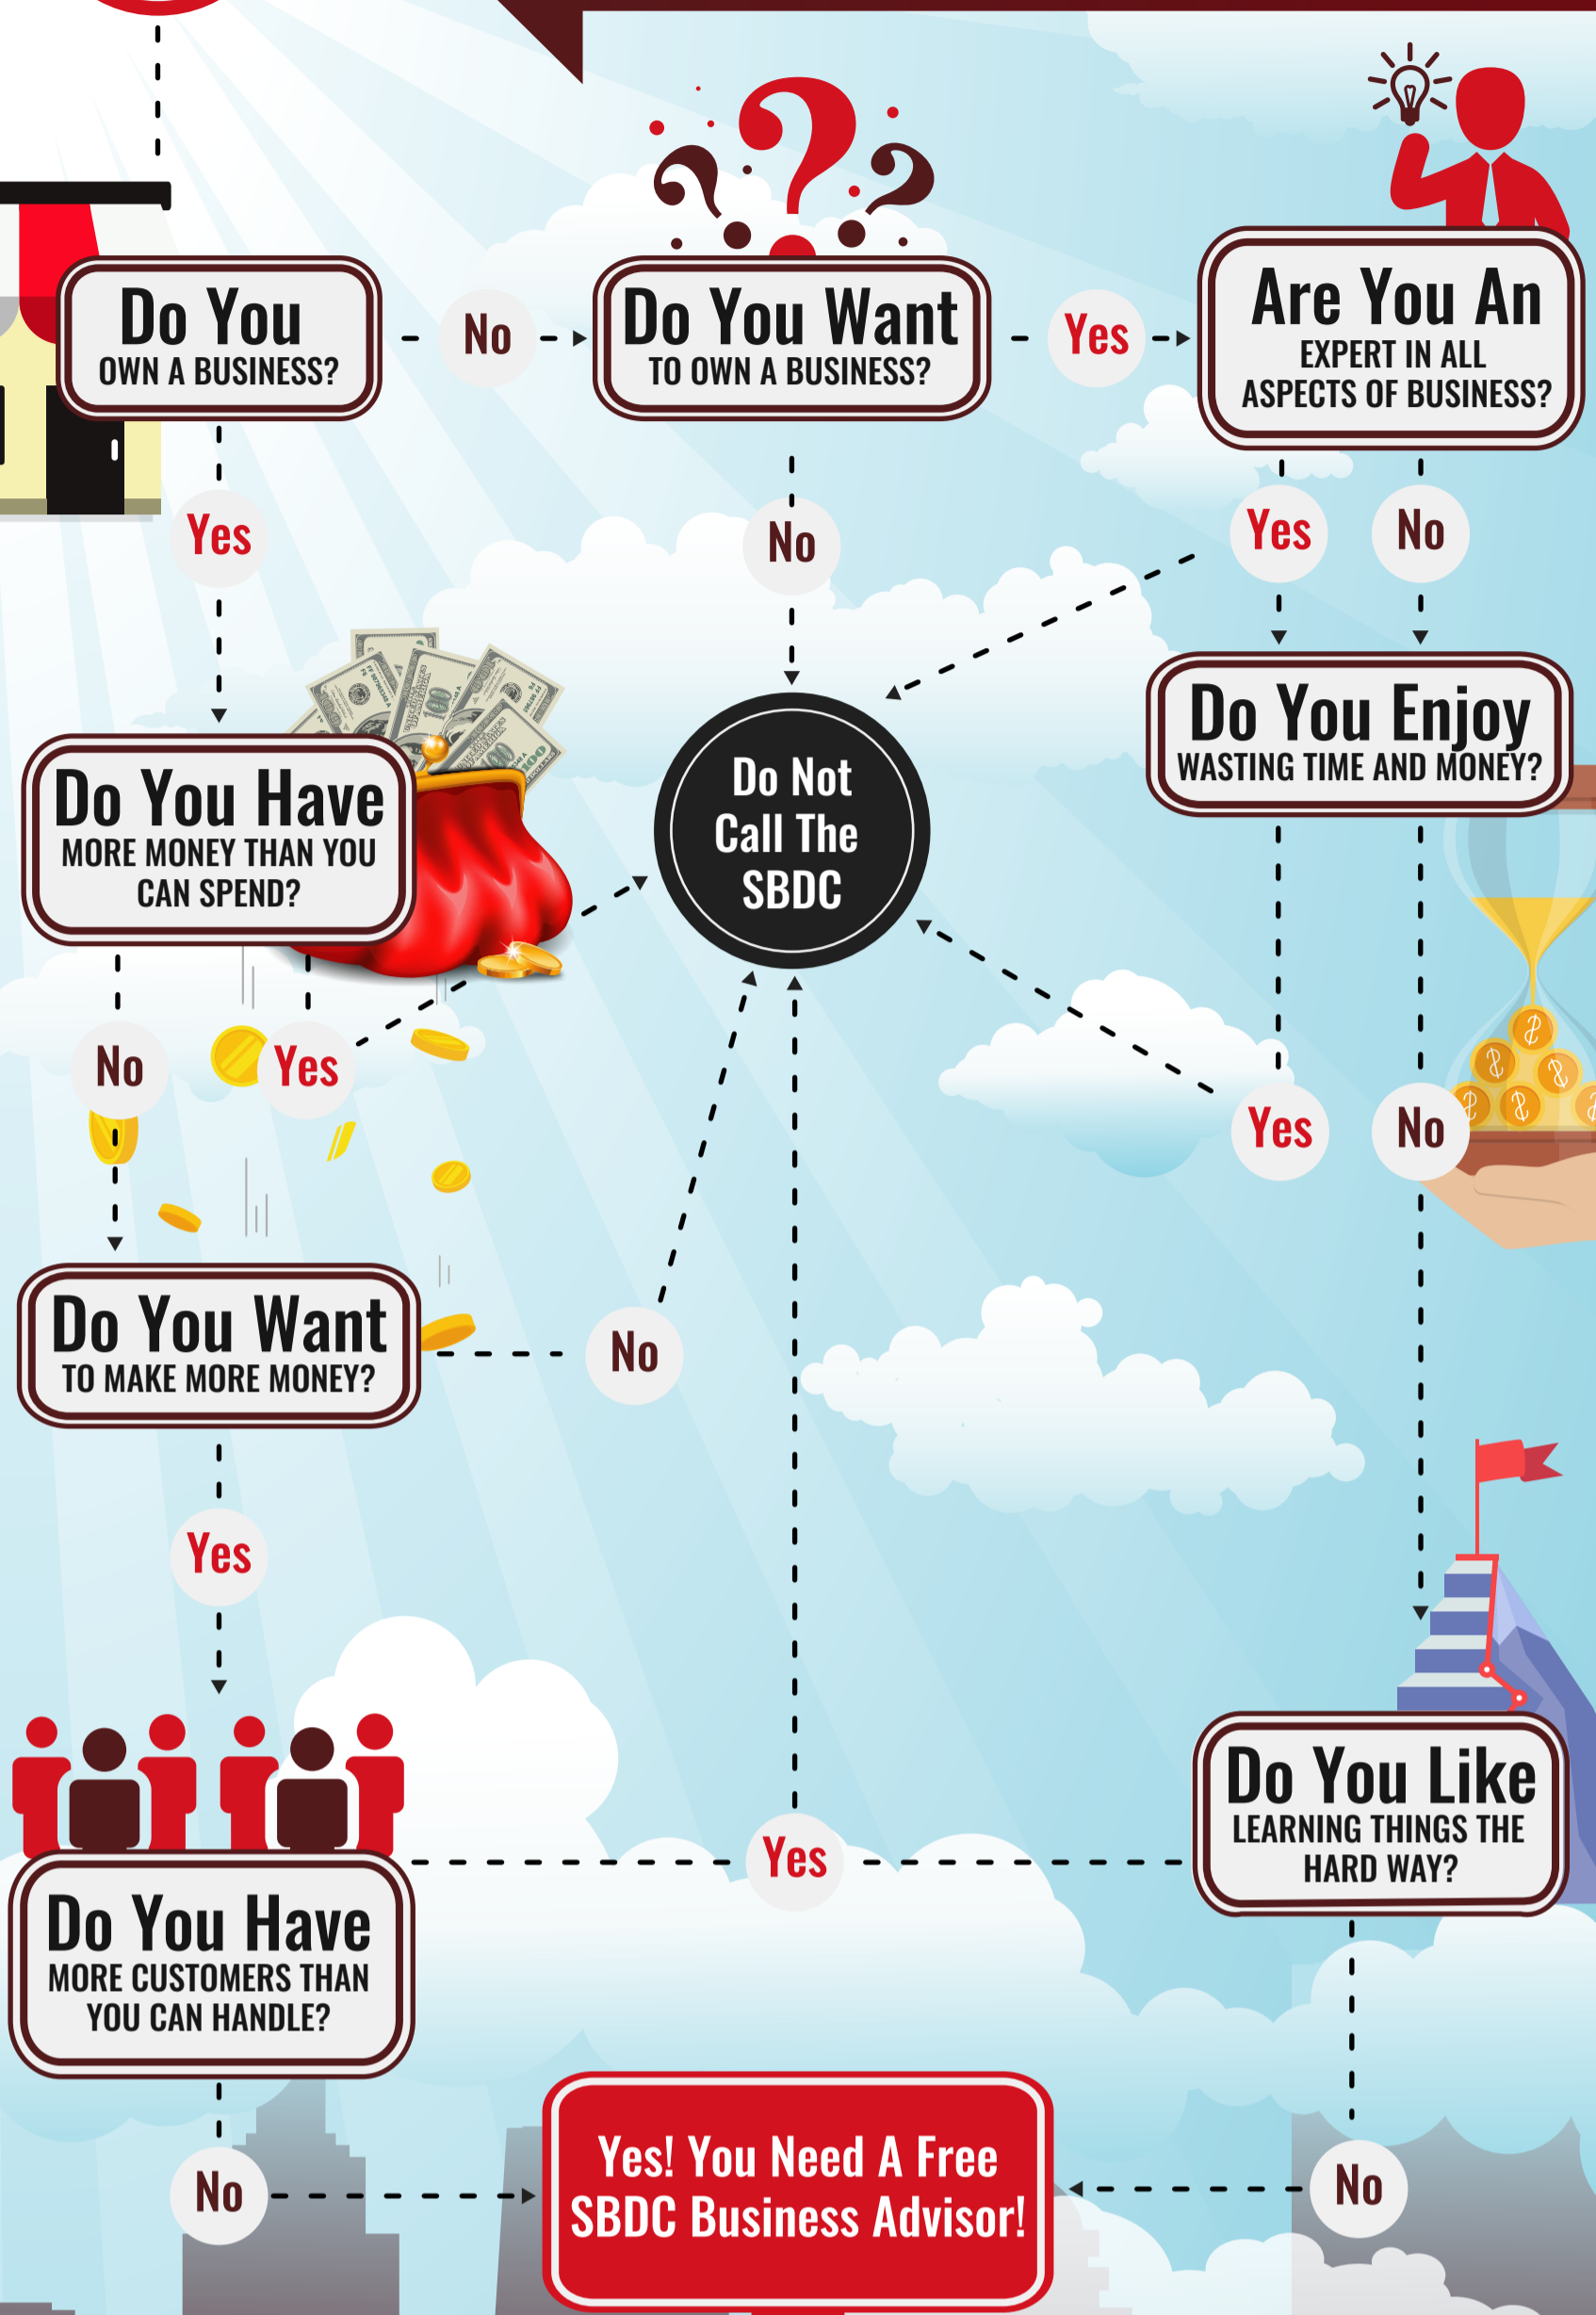 Do You
OWN A BUSINESS?
No
Do You Want
TO OWN A BUSINESS?
Yes
Are You An
EXPERT IN ALL
ASPECTS OF BUSINESS?
Yes
No
Yes
No
Do You Enjoy
WASTING TIME AND MONEY?
Do You Have
MORE MONEY THAN YOU
CAN SPEND?
Do Not
Call The
SBDC
No
Yes
Yes
No
Do You Want
TO MAKE MORE MONEY?
No
Yes
Do You Like
LEARNING THINGS THE
HARD WAY?
Yes
Do You Have
MORE CUSTOMERS THAN
YOU CAN HANDLE?
No
Yes! You Need A Free
SBDC Business Advisor!
No